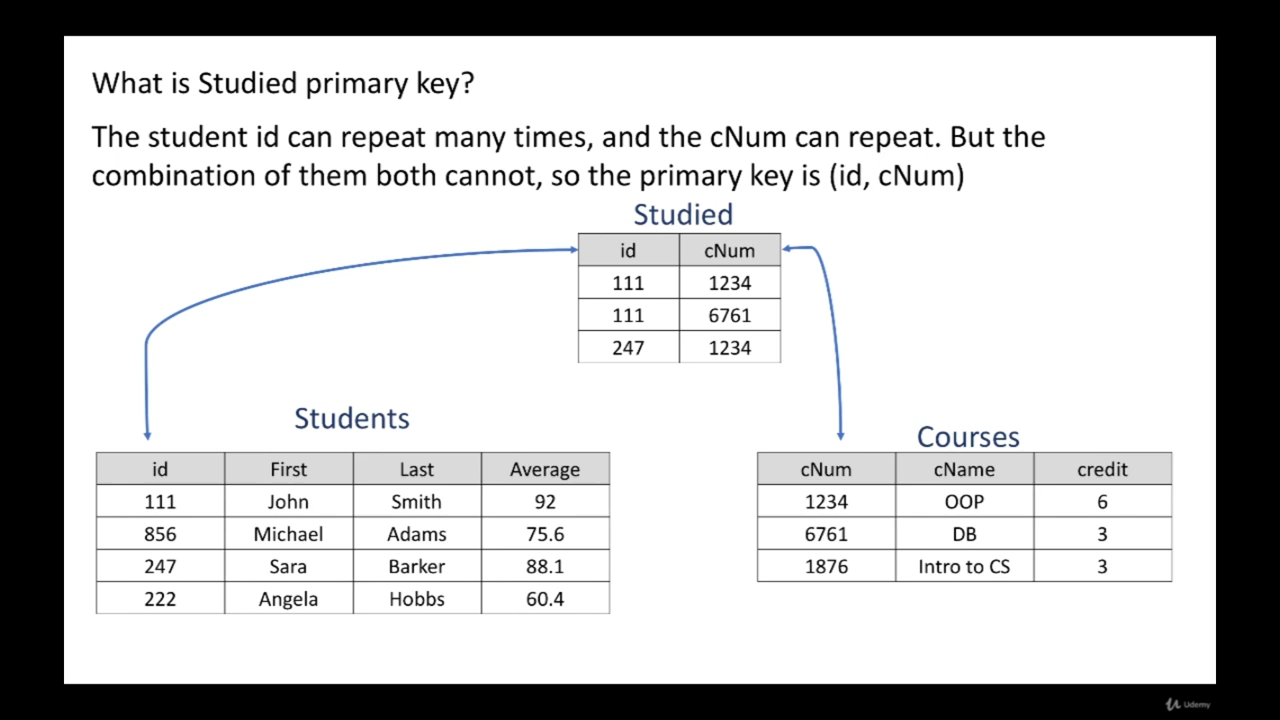 What is Studied primary key?
The student id can repeat many times, and the cNum can repeat. But the
combination of them both cannot, so the primary key is (id, cNum)
Studied
id cNum
111 1234
111 6761
247 1234
Students
id First Last Average
111 John Smith 92
856 Michael Adams 75.6
247 Sara Barker 88.1
222 Angela Hobbs 60.4
Courses
cNum cName credit
1234 OOP 6
6761 DB 3
1876 Intro to CS 3
Udemy